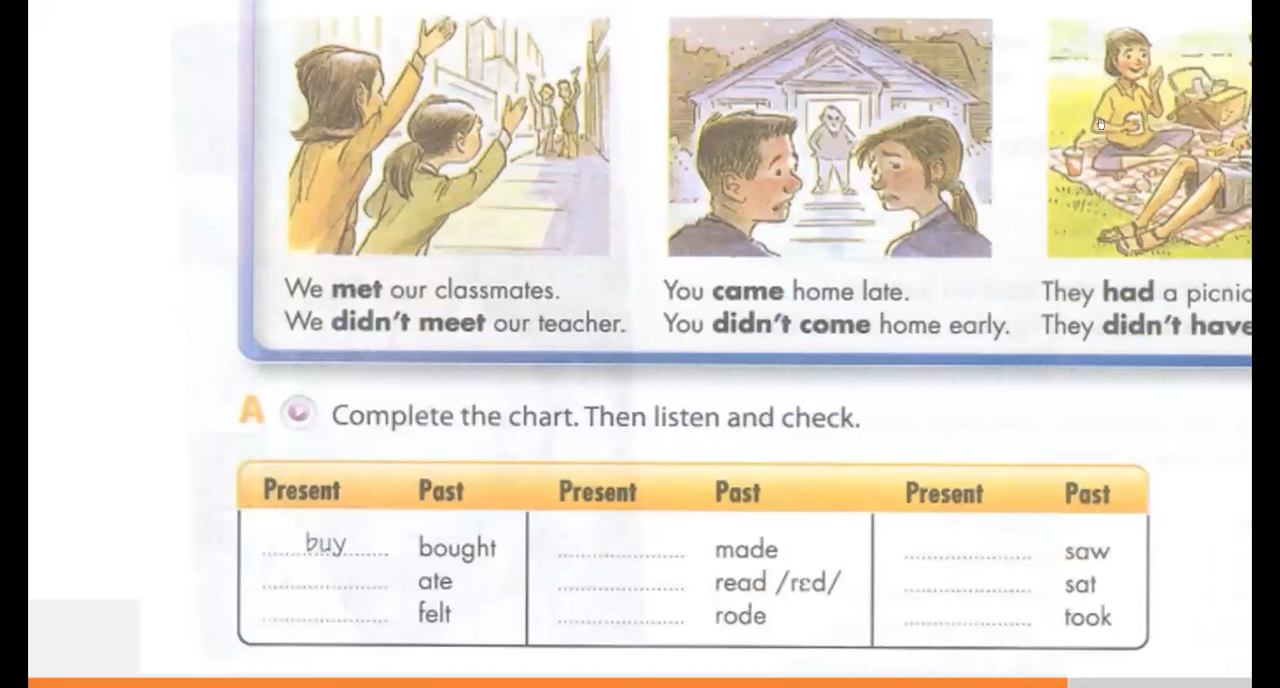 We met our classmates.
We didn't meet our teacher.
You came home late.
You didn't come home early.
They had a picnic
They didn't have
A Complete the chart. Then listen and check.
Present Past Present Past Present Past
buy bought made saw
ate read /rɛd/ sat
felt rode took